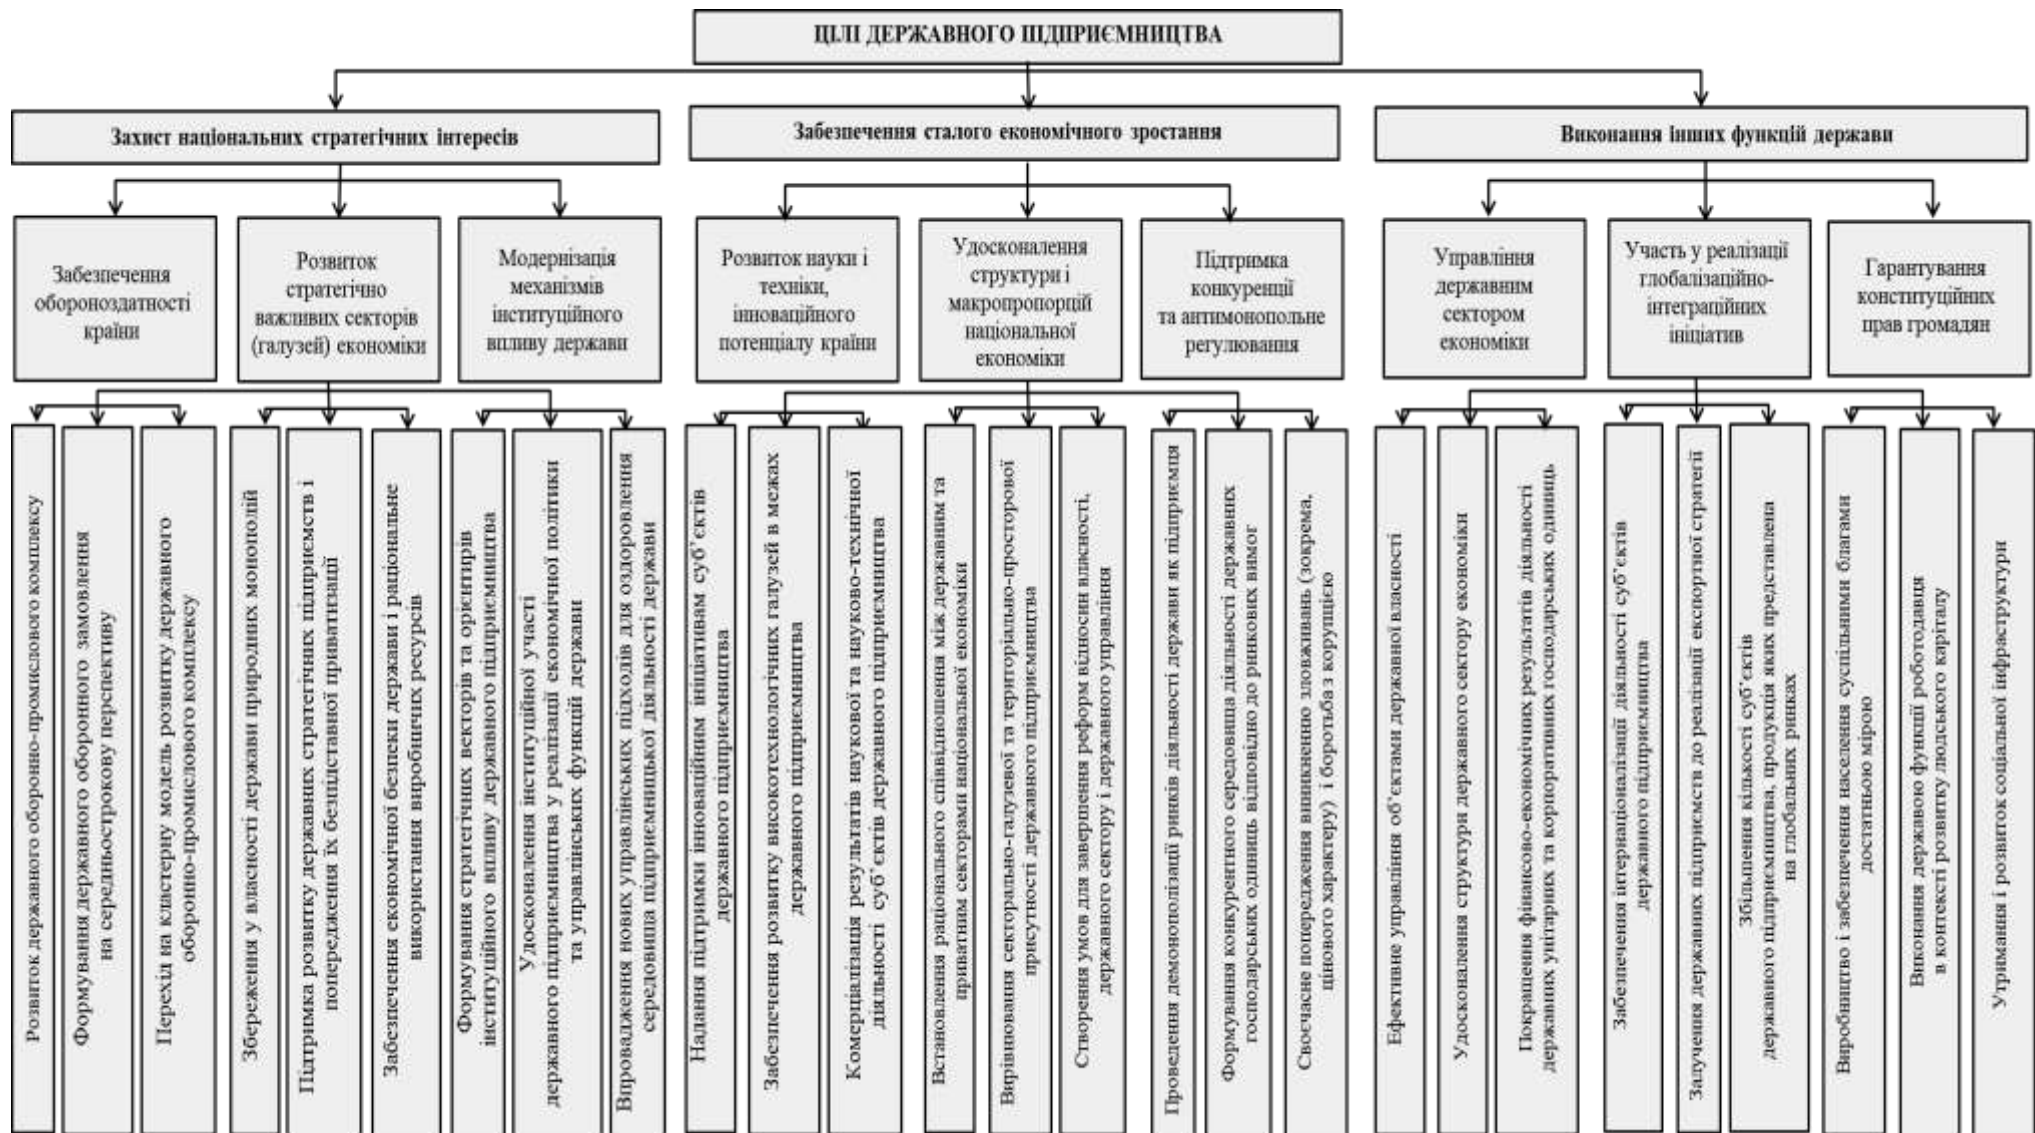 ЦІЛІ ДЕРЖАВНОГО ПІДПРИЄМНИЦТВА
Захист національних стратегічних інтересів
Забезпечення сталого економічного зростання
Виконання інших функцій держави
Забезпечення
обороноздатності
країни
Розвиток
стратегічно
важливих секторів
(галузей) економіки
Модернізація
механізмів
інституційного
впливу держави
Розвиток науки і
техніки,
інноваційного
потенціалу країни
Удосконалення
структури і
макропропорцій
національної
економіки
Підтримка
конкуренції
та антимонопольне
регулювання
Управління
державним
сектором
економіки
Участь у реалізації
глобалізаційно-
інтеграційних
ініціатив
Гарантування
конституційних
прав громадян
Розвиток державного оборонно-промислового комплексу
Формування державного оборонного замовлення
на середньострокову перспективу
Перехід на кластерну модель розвитку державного
оборонно-промислового комплексу
Збереження у власності держави природних монополій
Підтримка розвитку державних стратегічних підприємств і
попередження їх безпідставної приватизації
Забезпечення економічної безпеки держави і раціональне
використання виробничих ресурсів
Формування стратегічних векторів та орієнтирів
інституційного впливу державного підприємництва
Удосконалення інституційної участі
державного підприємництва у реалізації економічної політики
та управлінських функцій держави
Впровадження нових управлінських підходів для оздоровлення
середовища підприємницької діяльності держави
Надання підтримки інноваційним ініціативам суб'єктів
державного підприємництва
Забезпечення розвитку високотехнологічних галузей в межах
державного підприємництва
Комерціалізація результатів наукової та науково-технічної
діяльності суб'єктів державного підприємництва
Встановлення раціонального співвідношення між державним та
приватним секторами національної економіки
Вирівнювання секторально-галузевої та територіально-просторової
присутності державного підприємництва
Створення умов для завершення реформ відносин власності,
державного сектору і державного управління
Проведення демонополізації ринків діяльності держави як підприємця
Формування конкурентного середовища діяльності державних
господарських одиниць відповідно до ринкових вимог
Своєчасне попередження виникненню зловживань (зокрема,
цінового характеру) і боротьба з корупцією
Ефективне управління об'єктами державної власності
Удосконалення структури державного сектору економіки
Покращення фінансово-економічних результатів діяльності
державних унітарних та корпоративних господарських одиниць
Забезпечення інтернаціоналізації діяльності суб'єктів
державного підприємництва
Залучення державних підприємств до реалізації експортної стратегії
Збільшення кількості суб'єктів
державного підприємництва, продукція яких представлена
на глобальних ринках
Виробництво і забезпечення населення суспільними благами
достатньою мірою
Виконання державою функції роботодавця
в контексті розвитку людського каріталу
Утримання і розвиток соціальної інфраструктури